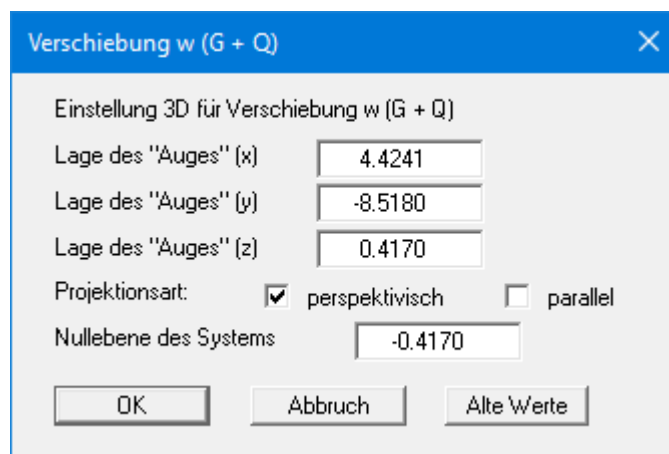 Verschiebung w (G + Q)
Einstellung 3D für Verschiebung w (G + Q)
Lage des "Auges" (x) 4.4241
Lage des "Auges" (y) -8.5180
Lage des "Auges" (z) 0.4170
Projektionsart: perspektivisch parallel
Nullebene des Systems -0.4170
OK Abbruch Alte Werte